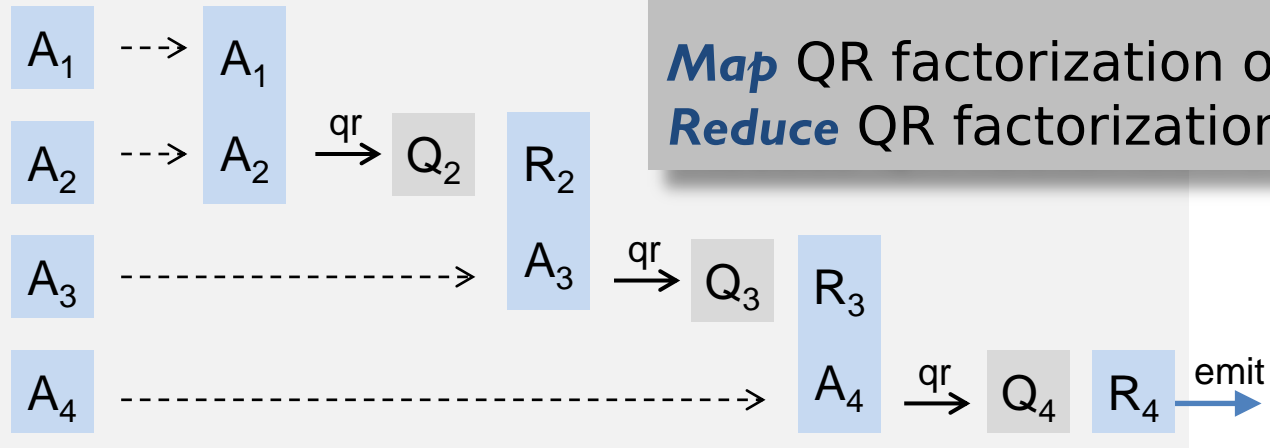 Map QR factorization
Reduce QR factorization
A₁ A₁
A₂ A₂ qr Q₂ R₂
A₃ A₃ qr Q₃ R₃
A₄ A₄ qr Q₄ R₄ emit